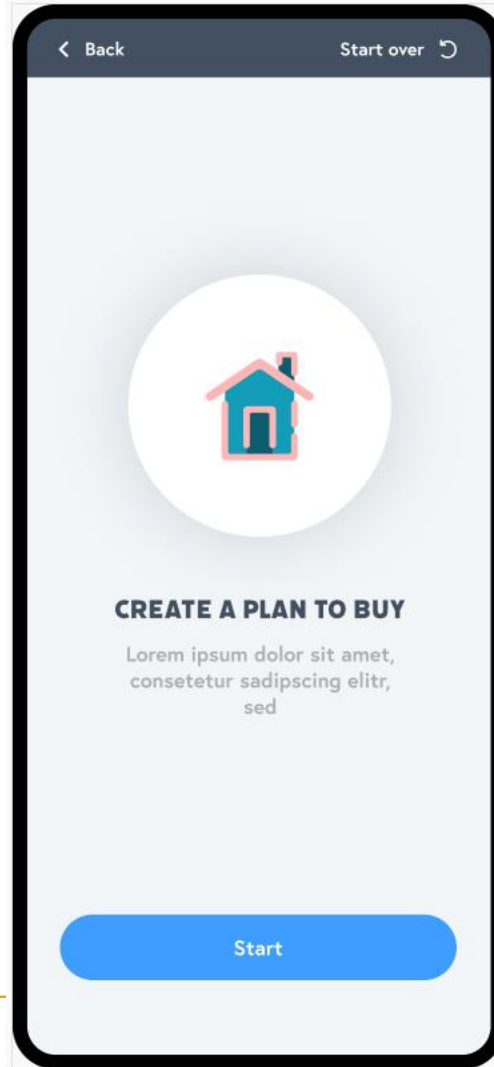 Back
Start over
CREATE A PLAN TO BUY
Lorem ipsum dolor sit amet,
consetetur sadipscing elitr,
sed
Start